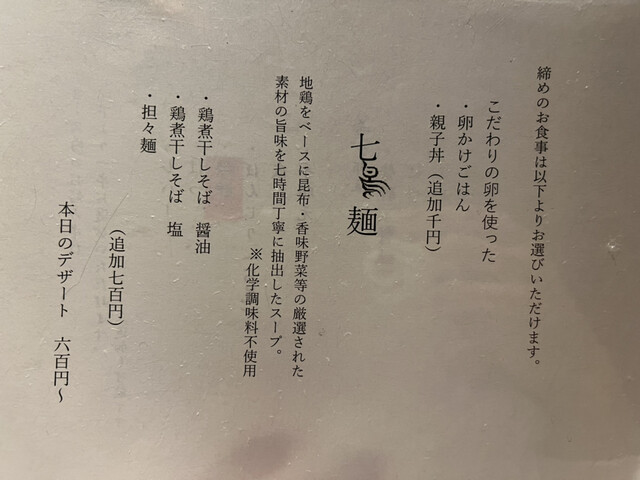 締めのお食事は以下よりお選びいただけます。
こだわりの卵を使った
・卵かけごはん
・親子丼（追加千円）
七鳥麺
地鶏をベースに昆布・香味野菜等の厳選された
素材の旨味を七時間丁寧に抽出したスープ。
※化学調味料不使用
・鶏煮干しそば　醤油
・鶏煮干しそば　塩
・担々麺
（追加七百円）
本日のデザート　六百円〜